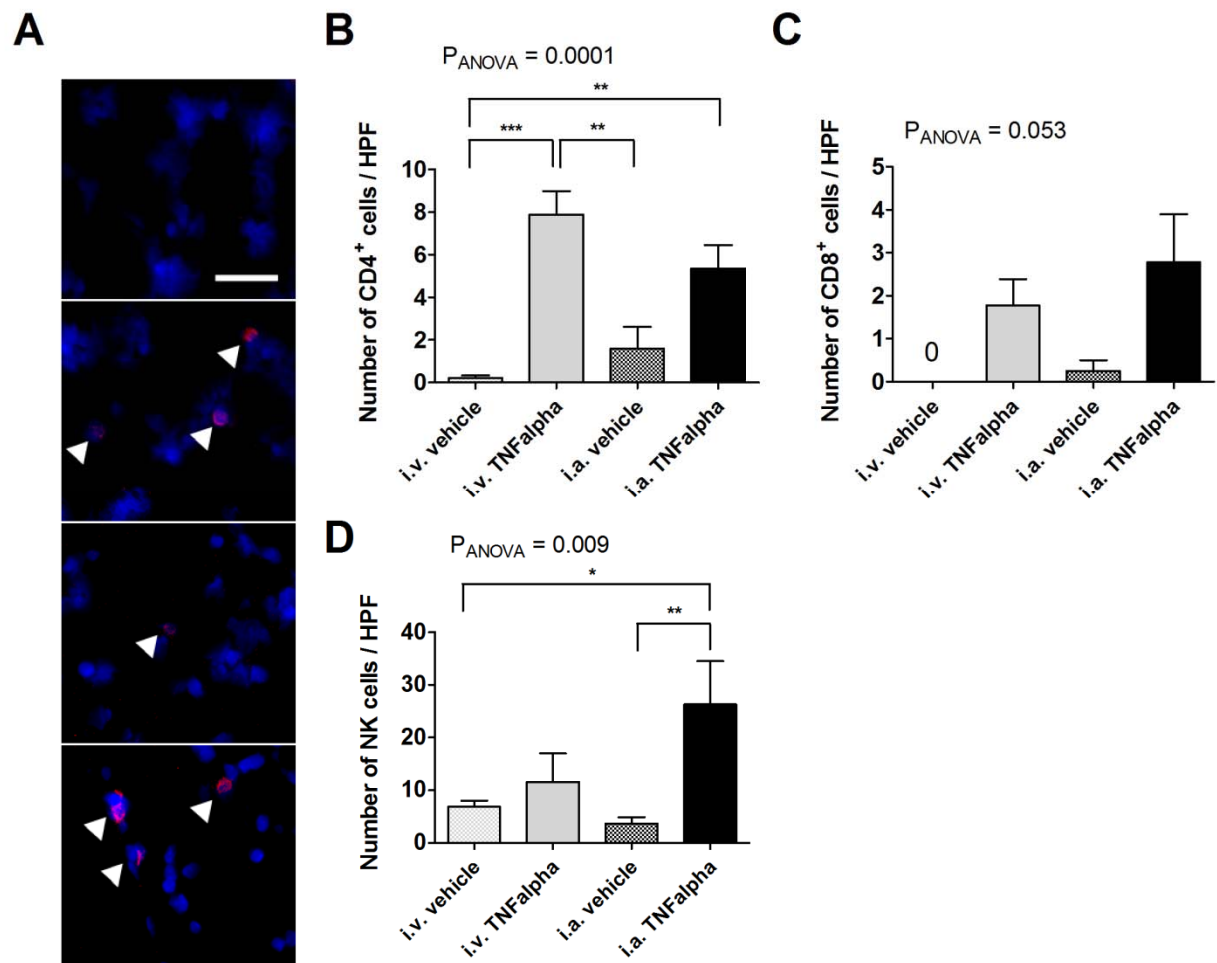 A
B
P_ANOVA = 0.0001
**
***
**
Number of CD4+ cells / HPF
10
8
6
4
2
0
i.v. vehicle
i.v. TNFalpha
i.a. vehicle
i.a. TNFalpha
C
P_ANOVA = 0.053
Number of CD8+ cells / HPF
5
4
3
2
1
0
0
i.v. vehicle
i.v. TNFalpha
i.a. vehicle
i.a. TNFalpha
D
P_ANOVA = 0.009
*
**
Number of NK cells / HPF
40
30
20
10
0
i.v. vehicle
i.v. TNFalpha
i.a. vehicle
i.a. TNFalpha